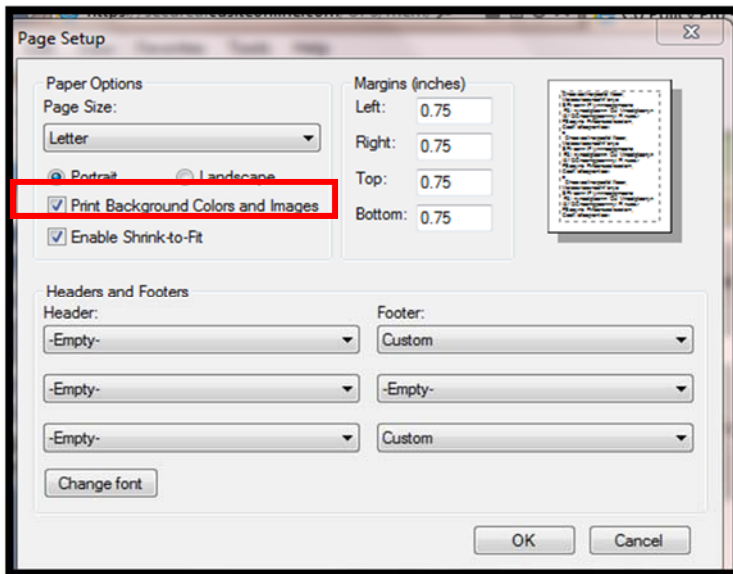 Page Setup
Paper Options
Page Size:
Letter
Portrait Landscape
Print Background Colors and Images
Enable Shrink-to-Fit
Margins (inches)
Left: 0.75
Right: 0.75
Top: 0.75
Bottom: 0.75
Headers and Footers
Header: Footer:
-Empty- Custom
-Empty- -Empty-
-Empty- Custom
Change font
OK Cancel